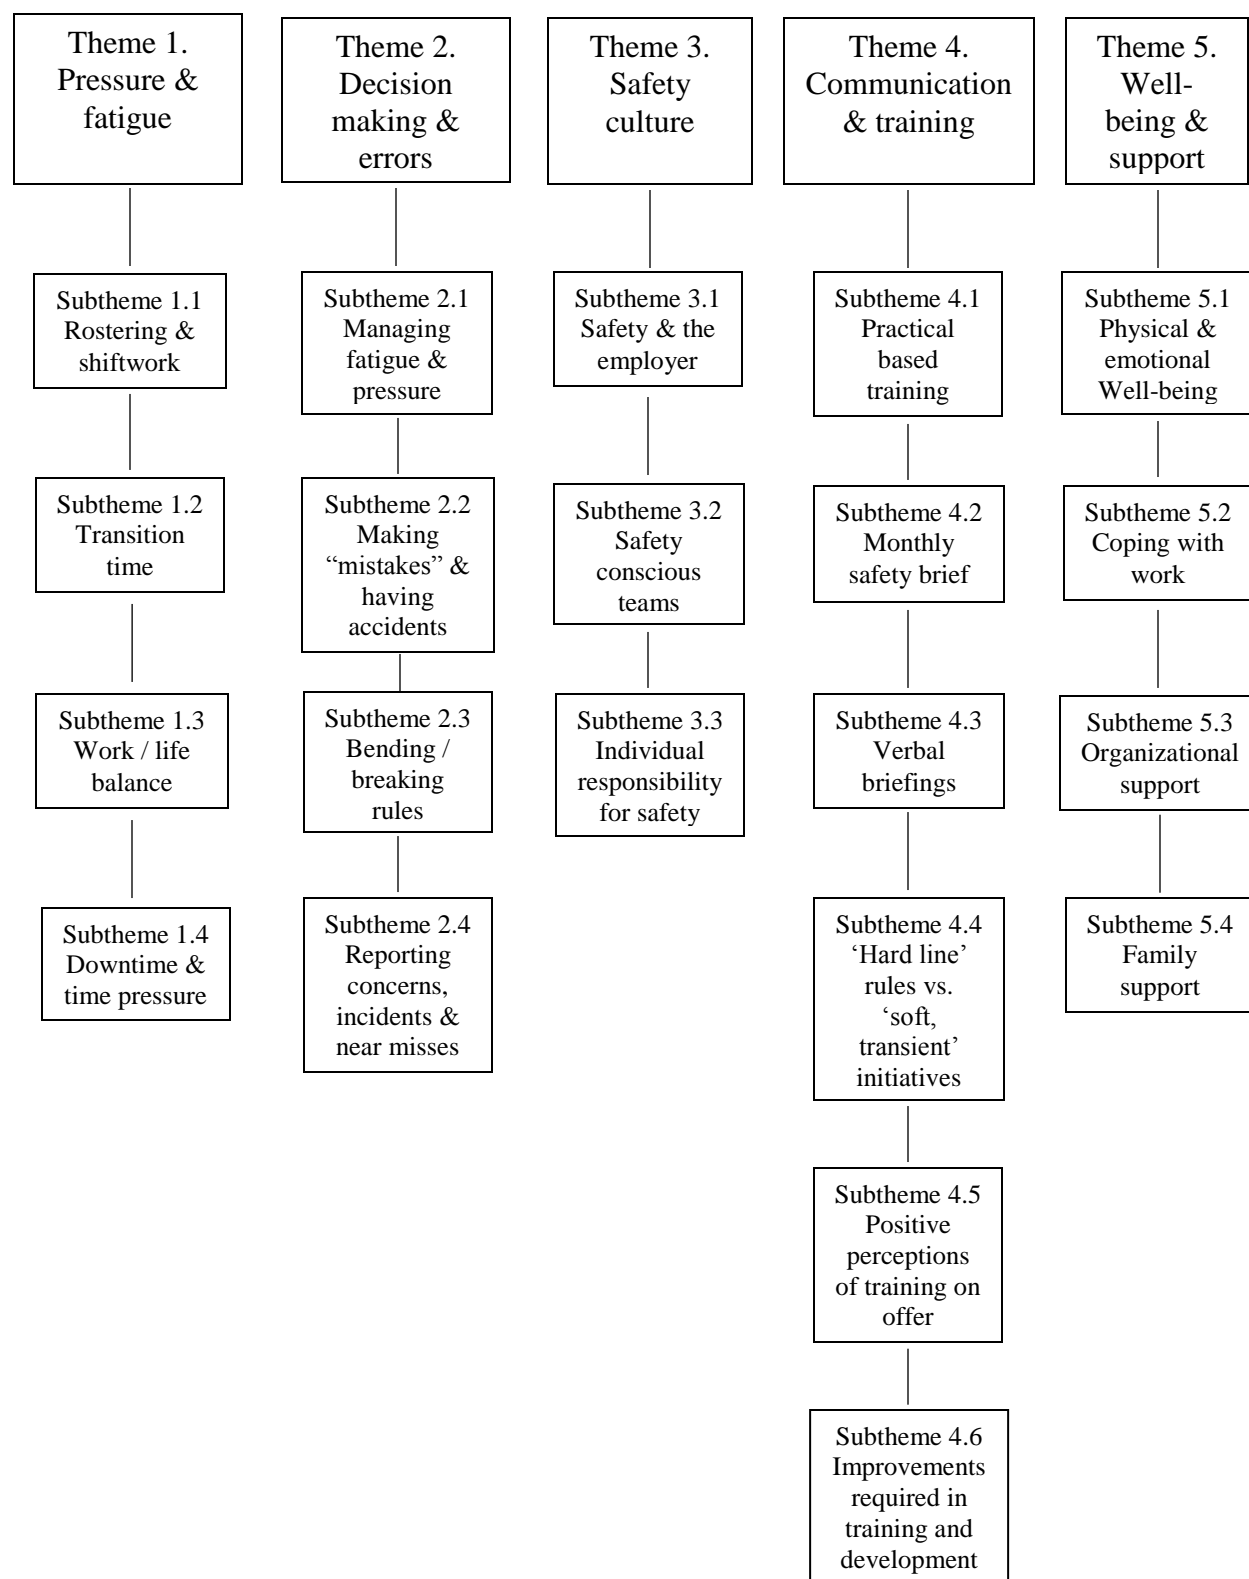 Theme 1.
Pressure &
fatigue
Subtheme 1.1
Rostering &
shiftwork
Subtheme 1.2
Transition
time
Subtheme 1.3
Work / life
balance
Subtheme 1.4
Downtime &
time pressure
Theme 2.
Decision
making &
errors
Subtheme 2.1
Managing
fatigue &
pressure
Subtheme 2.2
Making
“mistakes” &
having
accidents
Subtheme 2.3
Bending /
breaking
rules
Subtheme 2.4
Reporting
concerns,
incidents &
near misses
Theme 3.
Safety
culture
Subtheme 3.1
Safety & the
employer
Subtheme 3.2
Safety
conscious
teams
Subtheme 3.3
Individual
responsibility
for safety
Theme 4.
Communication
& training
Subtheme 4.1
Practical
based
training
Subtheme 4.2
Monthly
safety brief
Subtheme 4.3
Verbal
briefings
Subtheme 4.4
‘Hard line’
rules vs.
‘soft,
transient’
initiatives
Subtheme 4.5
Positive
perceptions
of training on
offer
Subtheme 4.6
Improvements
required in
training and
development
Theme 5.
Well-
being &
support
Subtheme 5.1
Physical &
emotional
Well-being
Subtheme 5.2
Coping with
work
Subtheme 5.3
Organizational
support
Subtheme 5.4
Family
support